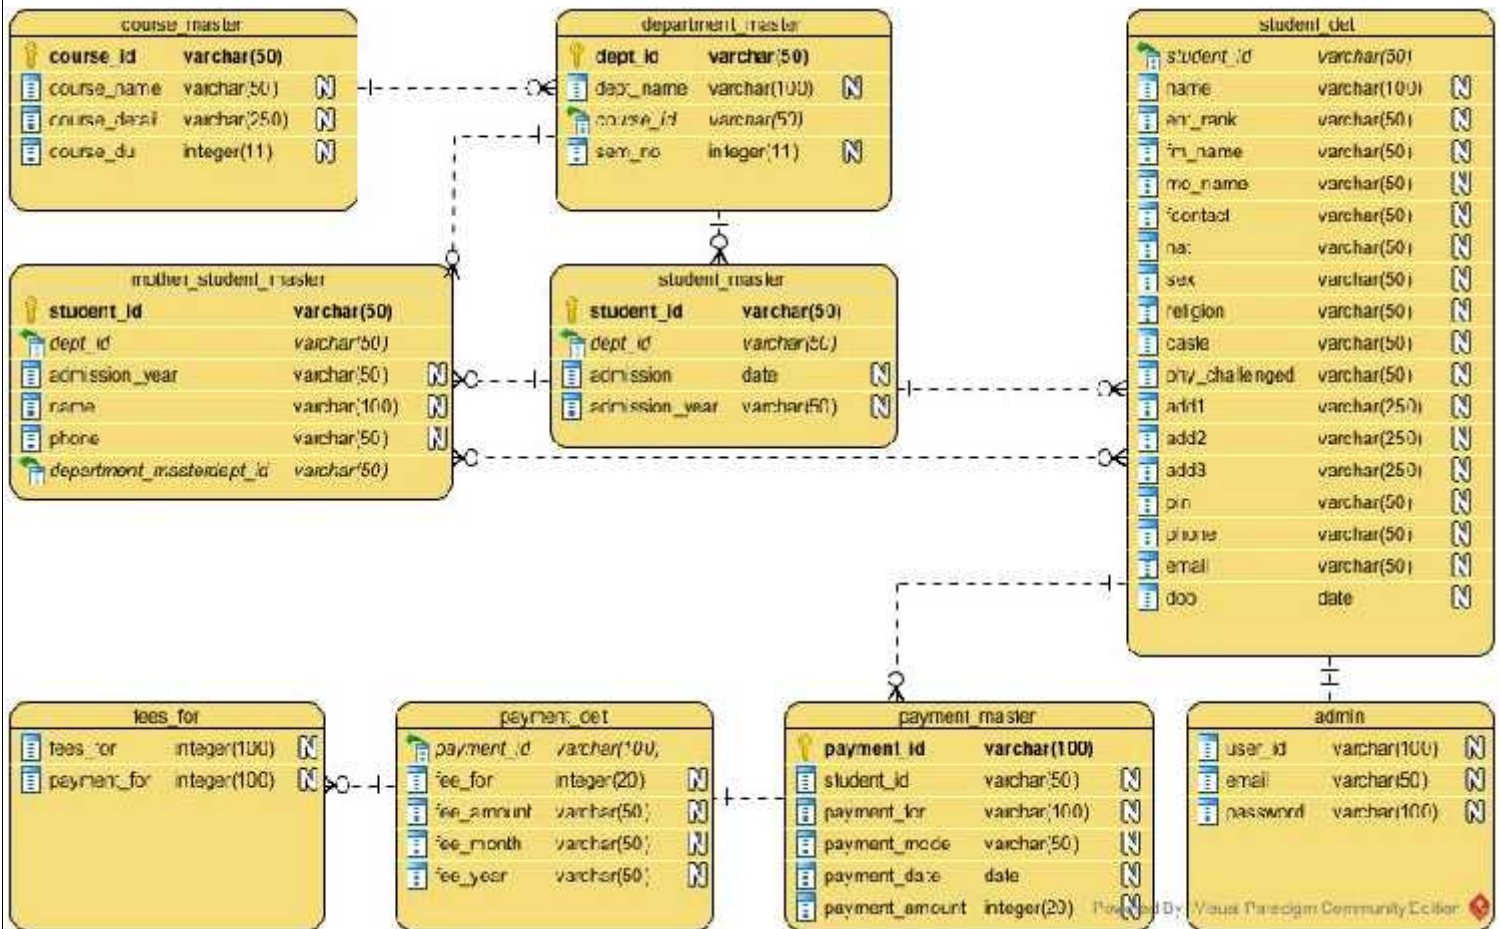 course_master
course_id varchar(50)
course_name varchar(50) N
course_detail varchar(250) N
course_du integer(11) N
department_master
dept_id varchar(50)
dept_name varchar(100) N
course_id varchar(50)
sem_no integer(11) N
student_det
student_id varchar(50)
name varchar(100) N
enr_rank varchar(50) N
fm_name varchar(50) N
mo_name varchar(50) N
fcontact varchar(50) N
nat varchar(50) N
sex varchar(50) N
religion varchar(50) N
caste varchar(50) N
phy_challenged varchar(50) N
add1 varchar(250) N
add2 varchar(250) N
add3 varchar(250) N
pin varchar(50) N
phone varchar(50) N
email varchar(50) N
dob date N
mother_student_master
student_id varchar(50)
dept_id varchar(50)
admission_year varchar(50) N
name varchar(100) N
phone varchar(50) N
department_masterdept_id varchar(50)
student_master
student_id varchar(50)
dept_id varchar(50)
admission date N
admission_year varchar(50) N
fees_for
fees_for integer(100) N
payment_for integer(100) N
payment_det
payment_id varchar(100)
fee_for integer(20) N
fee_amount varchar(50) N
fee_month varchar(50) N
fee_year varchar(50) N
payment_master
payment_id varchar(100)
student_id varchar(50) N
payment_for varchar(100) N
payment_mode varchar(50) N
payment_date date N
payment_amount integer(20) N
admin
user_id varchar(100) N
email varchar(50) N
password varchar(100) N
Powered By Visual Paradigm Community Edition